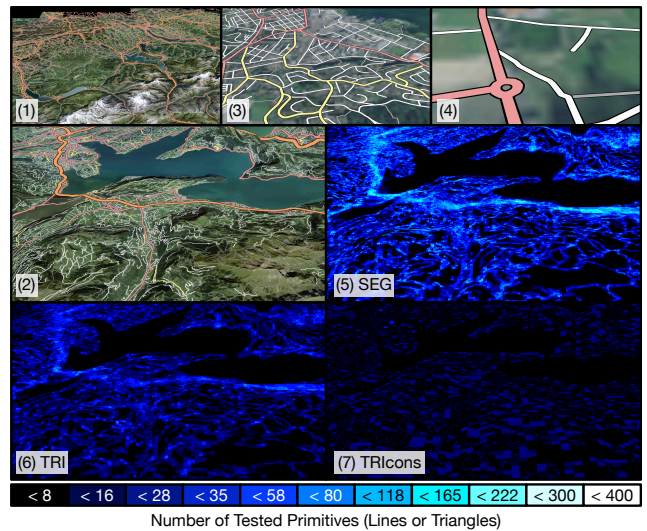 (1)
(3)
(4)
(2)
(5) SEG
(6) TRI
(7) TRIcons
< 8 < 16 < 28 < 35 < 58 < 80 < 118 < 165 < 222 < 300 < 400
Number of Tested Primitives (Lines or Triangles)